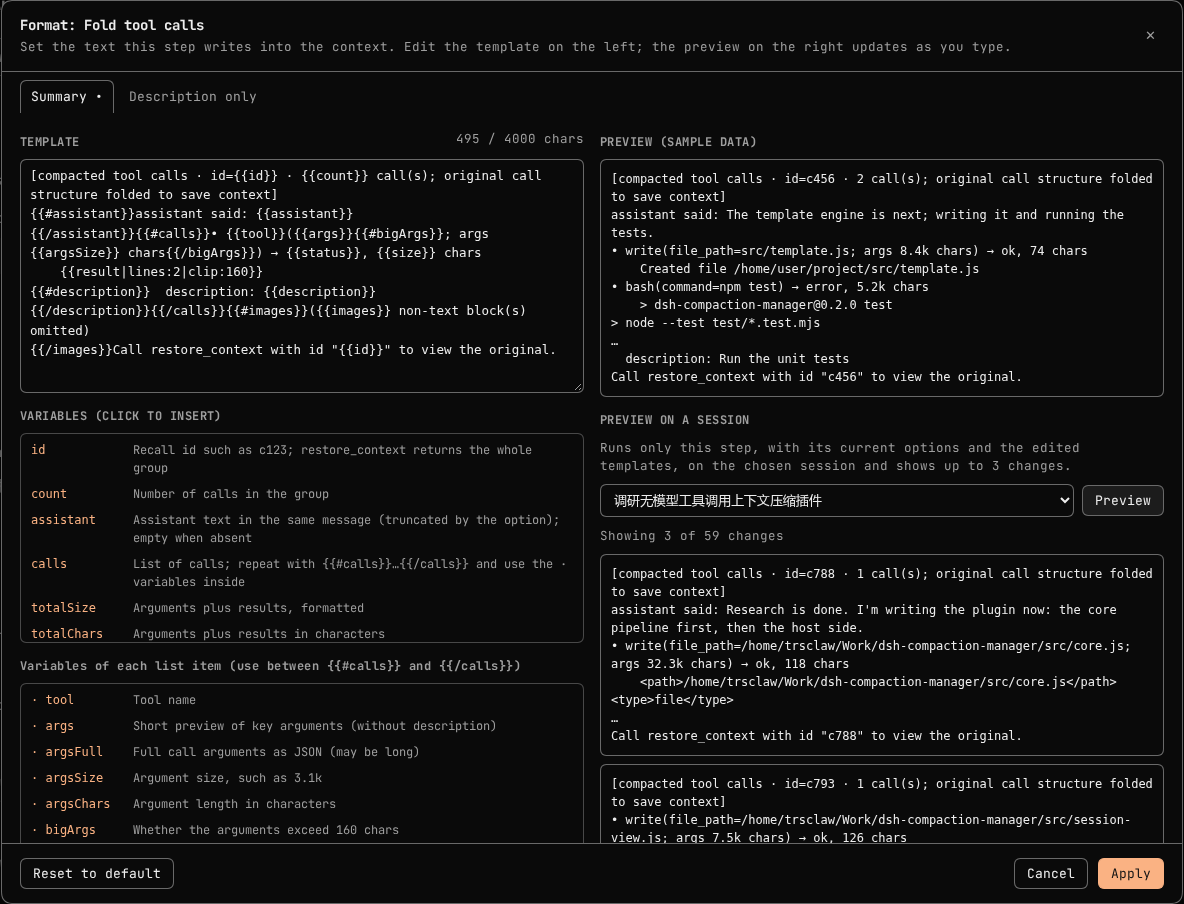 Format: Fold tool calls
Set the text this step writes into the context. Edit the template on the left; the preview on the right updates as you type.
×
Summary •
Description only
TEMPLATE
495 / 4000 chars
[compacted tool calls · id={{id}} · {{count}} call(s); original call
structure folded to save context]
{{#assistant}}assistant said: {{assistant}}
{{/assistant}}{{#calls}}• {{tool}}({{args}}{{#bigArgs}}; args
{{argsSize}} chars{{/bigArgs}}) → {{status}}, {{size}} chars
    {{result|lines:2|clip:160}}
{{#description}}  description: {{description}}
{{/description}}{{/calls}}{{#images}}({{images}} non-text block(s)
omitted)
{{/images}}Call restore_context with id "{{id}}" to view the original.
VARIABLES (CLICK TO INSERT)
id
Recall id such as c123; restore_context returns the whole
group
count
Number of calls in the group
assistant
Assistant text in the same message (truncated by the option);
empty when absent
calls
List of calls; repeat with {{#calls}}…{{/calls}} and use the ·
variables inside
totalSize
Arguments plus results, formatted
totalChars
Arguments plus results in characters
Variables of each list item (use between {{#calls}} and {{/calls}})
· tool
Tool name
· args
Short preview of key arguments (without description)
· argsFull
Full call arguments as JSON (may be long)
· argsSize
Argument size, such as 3.1k
· argsChars
Argument length in characters
· bigArgs
Whether the arguments exceed 160 chars
PREVIEW (SAMPLE DATA)
[compacted tool calls · id=c456 · 2 call(s); original call structure folded
to save context]
assistant said: The template engine is next; writing it and running the
tests.
• write(file_path=src/template.js; args 8.4k chars) → ok, 74 chars
    Created file /home/user/project/src/template.js
• bash(command=npm test) → error, 5.2k chars
    > dsh-compaction-manager@0.2.0 test
> node --test test/*.test.mjs
…
  description: Run the unit tests
Call restore_context with id "c456" to view the original.
PREVIEW ON A SESSION
Runs only this step, with its current options and the edited
templates, on the chosen session and shows up to 3 changes.
调研无模型工具调用上下文压缩插件
Preview
Showing 3 of 59 changes
[compacted tool calls · id=c788 · 1 call(s); original call structure folded
to save context]
assistant said: Research is done. I'm writing the plugin now: the core
pipeline first, then the host side.
• write(file_path=/home/trsclaw/Work/dsh-compaction-manager/src/core.js;
args 32.3k chars) → ok, 118 chars
    <path>/home/trsclaw/Work/dsh-compaction-manager/src/core.js</path>
<type>file</type>
…
Call restore_context with id "c788" to view the original.
[compacted tool calls · id=c793 · 1 call(s); original call structure folded
to save context]
• write(file_path=/home/trsclaw/Work/dsh-compaction-manager/src/session-
view.js; args 7.5k chars) → ok, 126 chars
Reset to default
Cancel
Apply